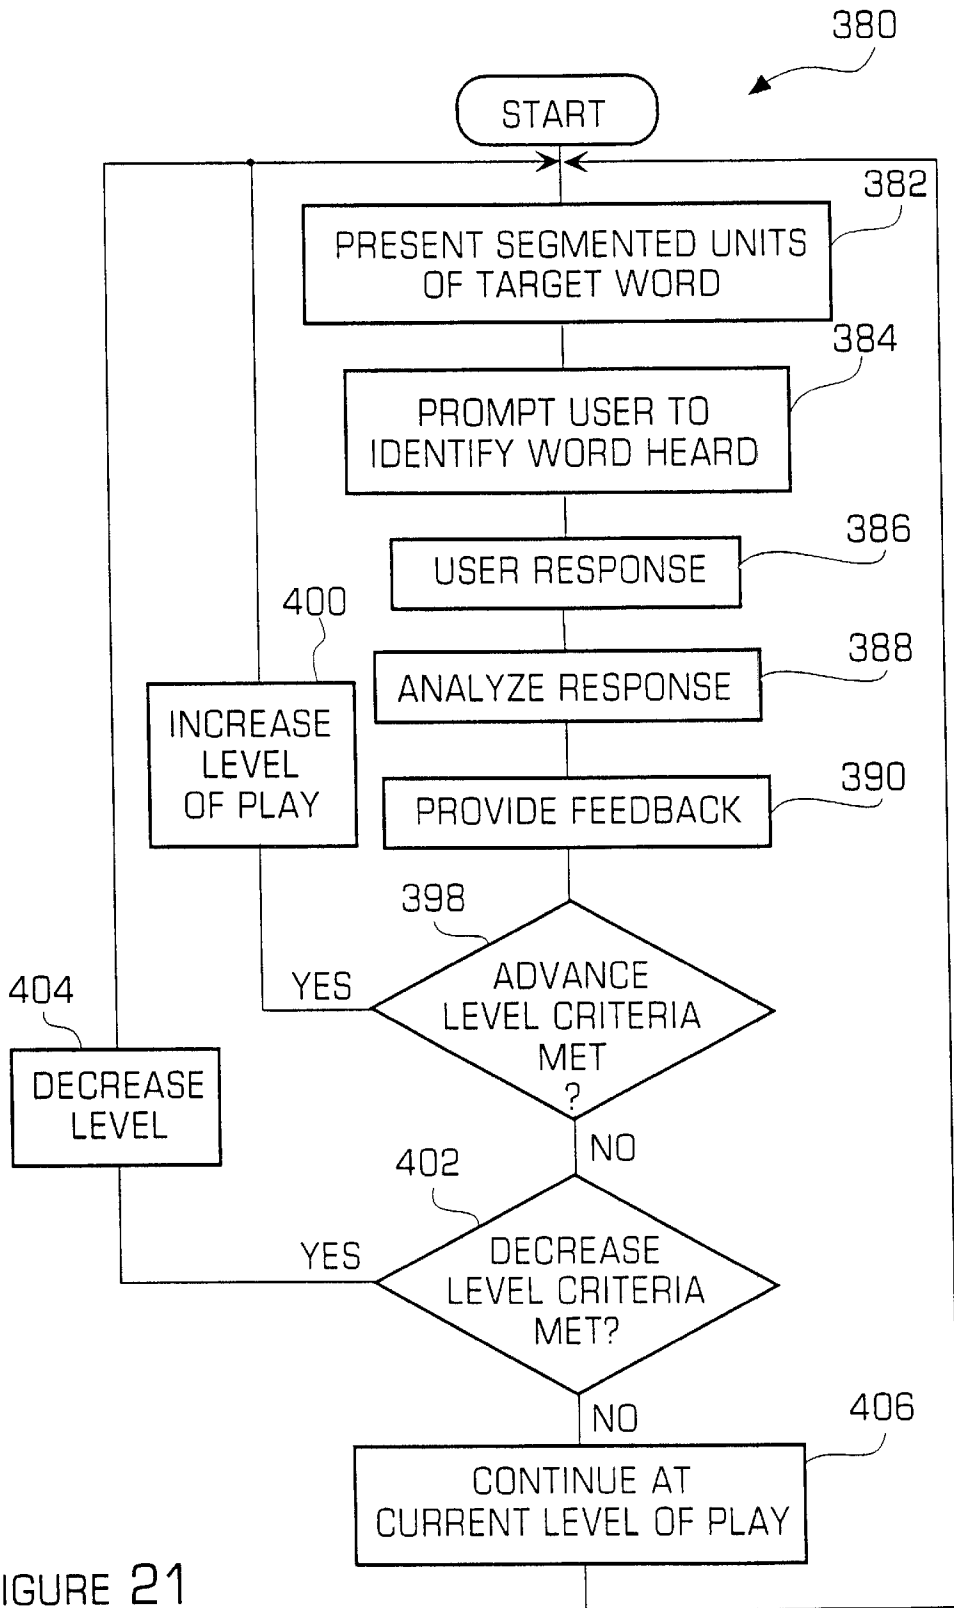 380
START
382
PRESENT SEGMENTED UNITS
OF TARGET WORD
384
PROMPT USER TO
IDENTIFY WORD HEARD
386
USER RESPONSE
400
388
ANALYZE RESPONSE
INCREASE
LEVEL
OF PLAY
390
PROVIDE FEEDBACK
398
YES
ADVANCE
LEVEL CRITERIA
MET
?
404
DECREASE
LEVEL
NO
402
YES
DECREASE
LEVEL CRITERIA
MET?
NO
406
CONTINUE AT
CURRENT LEVEL OF PLAY
IGURE 21